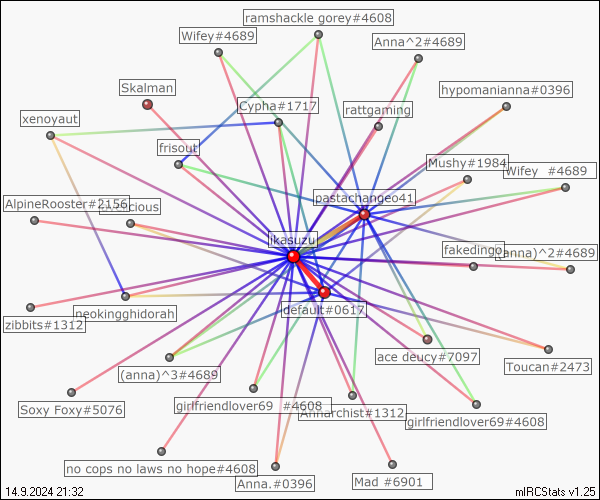 ramshackle gorey#4608
Wifey#4689
Anna^2#4689
Skalman
hypomanianna#0396
Cypha#1717
rattgaming
xenoyaut
frisout
Mushy#1984
Wifey #4689
pastachangeo41
AlpineRooster#2156
jkasuzu
fakedingo
(anna)^2#4689
neokingghidorah
default#0617
zibbits#1312
ace deucy#7097
Toucan#2473
(anna)^3#4689
Soxy Foxy#5076
girlfriendlover69 #4608
Annarchist#1312
girlfriendlover69#4608
no cops no laws no hope#4608
Anna.#0396
Mad #6901
14.9.2024 21:32
mIRCStats v1.25